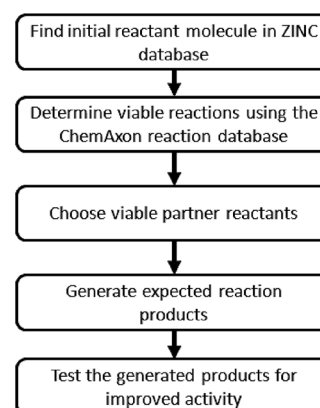 Find initial reactant molecule in ZINC
database
Determine viable reactions using the
ChemAxon reaction database
Choose viable partner reactants
Generate expected reaction
products
Test the generated products for
improved activity